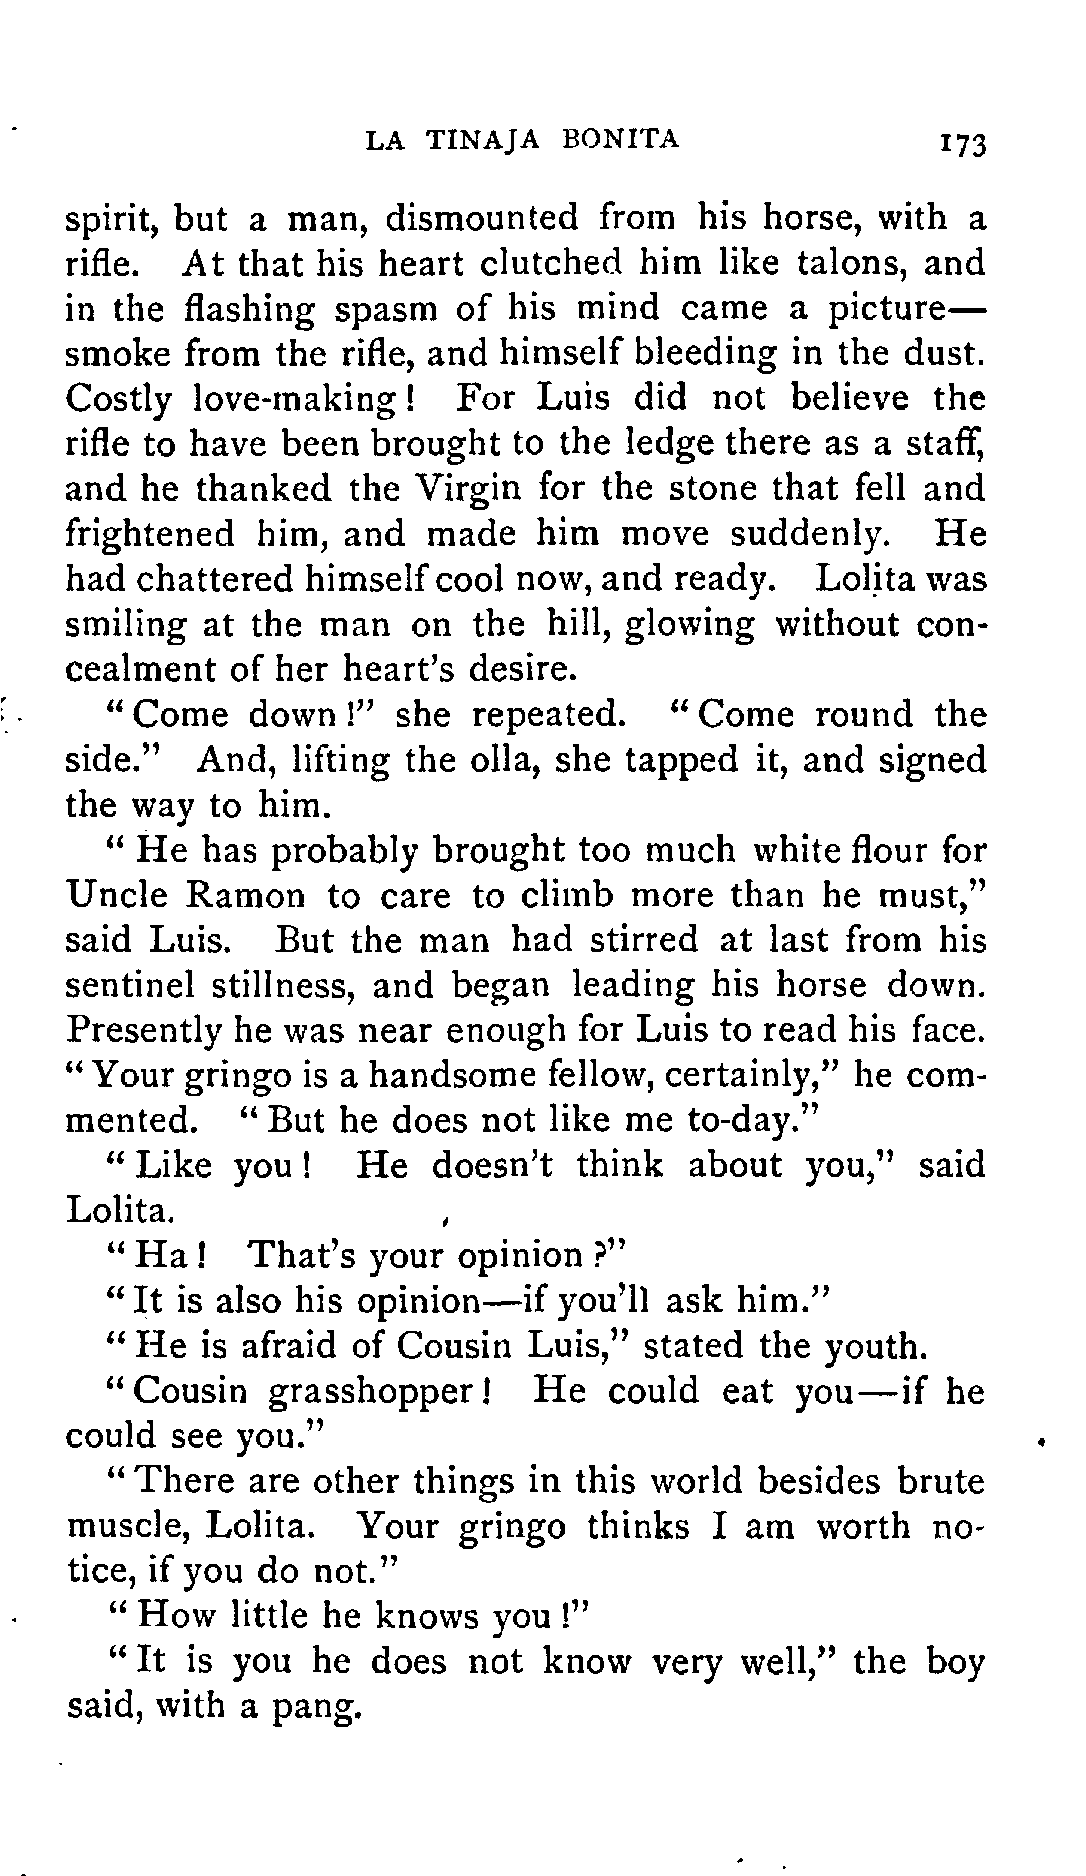 LA TINAJA BONITA 173
spirit, but a man, dismounted from his horse, with a
rifle. At that his heart clutched him like talons, and
in the flashing spasm of his mind came a picture—
smoke from the rifle, and himself bleeding in the dust.
Costly love-making! For Luis did not believe the
rifle to have been brought to the ledge there as a staff,
and he thanked the Virgin for the stone that fell and
frightened him, and made him move suddenly. He
had chattered himself cool now, and ready. Lolita was
smiling at the man on the hill, glowing without con-
cealment of her heart's desire.
"Come down!" she repeated. "Come round the
side." And, lifting the olla, she tapped it, and signed
the way to him.
"He has probably brought too much white flour for
Uncle Ramon to care to climb more than he must,"
said Luis. But the man had stirred at last from his
sentinel stillness, and began leading his horse down.
Presently he was near enough for Luis to read his face.
"Your gringo is a handsome fellow, certainly," he com-
mented. "But he does not like me to-day."
"Like you! He doesn't think about you," said
Lolita.
"Ha! That's your opinion?"
"It is also his opinion—if you'll ask him."
"He is afraid of Cousin Luis," stated the youth.
"Cousin grasshopper! He could eat you—if he
could see you."
"There are other things in this world besides brute
muscle, Lolita. Your gringo thinks I am worth no-
tice, if you do not."
"How little he knows you!"
"It is you he does not know very well," the boy
said, with a pang.